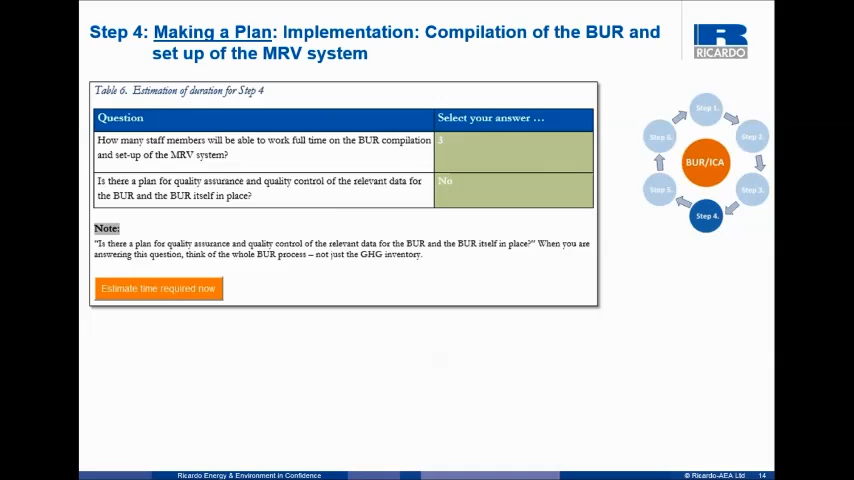 Step 4: Making a Plan: Implementation: Compilation of the BUR and
set up of the MRV system
RICARDO
Table 6. Estimation of duration for Step 4
Question
Select your answer …
How many staff members will be able to work full time on the BUR compilation
and set-up of the MRV system?
3
Is there a plan for quality assurance and quality control of the relevant data for
the BUR and the BUR itself in place?
No
Note:
"Is there a plan for quality assurance and quality control of the relevant data for the BUR and the BUR itself in place?" When you are
answering this question, think of the whole BUR process – not just the GHG inventory.
Estimate time required now
Step 1.
Step 2.
Step 3.
Step 4.
Step 5.
Step 6.
BUR/ICA
Ricardo Energy & Environment in Confidence
© Ricardo-AEA Ltd
14